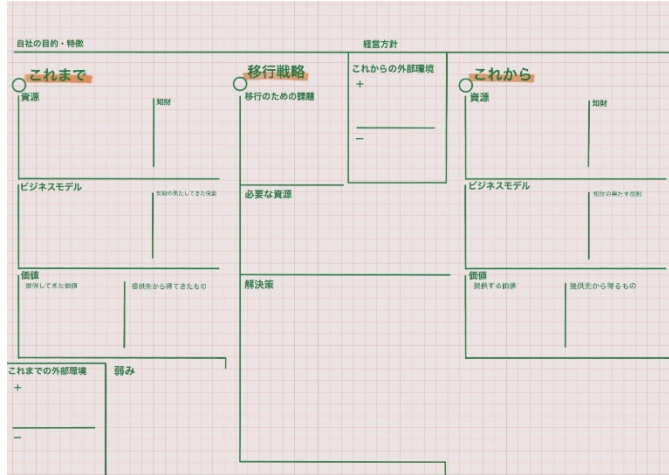 自社の目的・特徴
経営方針
これまで
資源
知財
ビジネスモデル
知財の果たしてきた役割
価値
提供してきた価値
提供先から得てきたもの
これまでの外部環境
+
−
弱み
移行戦略
移行のための課題
必要な資源
解決策
これからの外部環境
+
−
これから
資源
知財
ビジネスモデル
知財の果たす役割
価値
提供する価値
提供先から得るもの